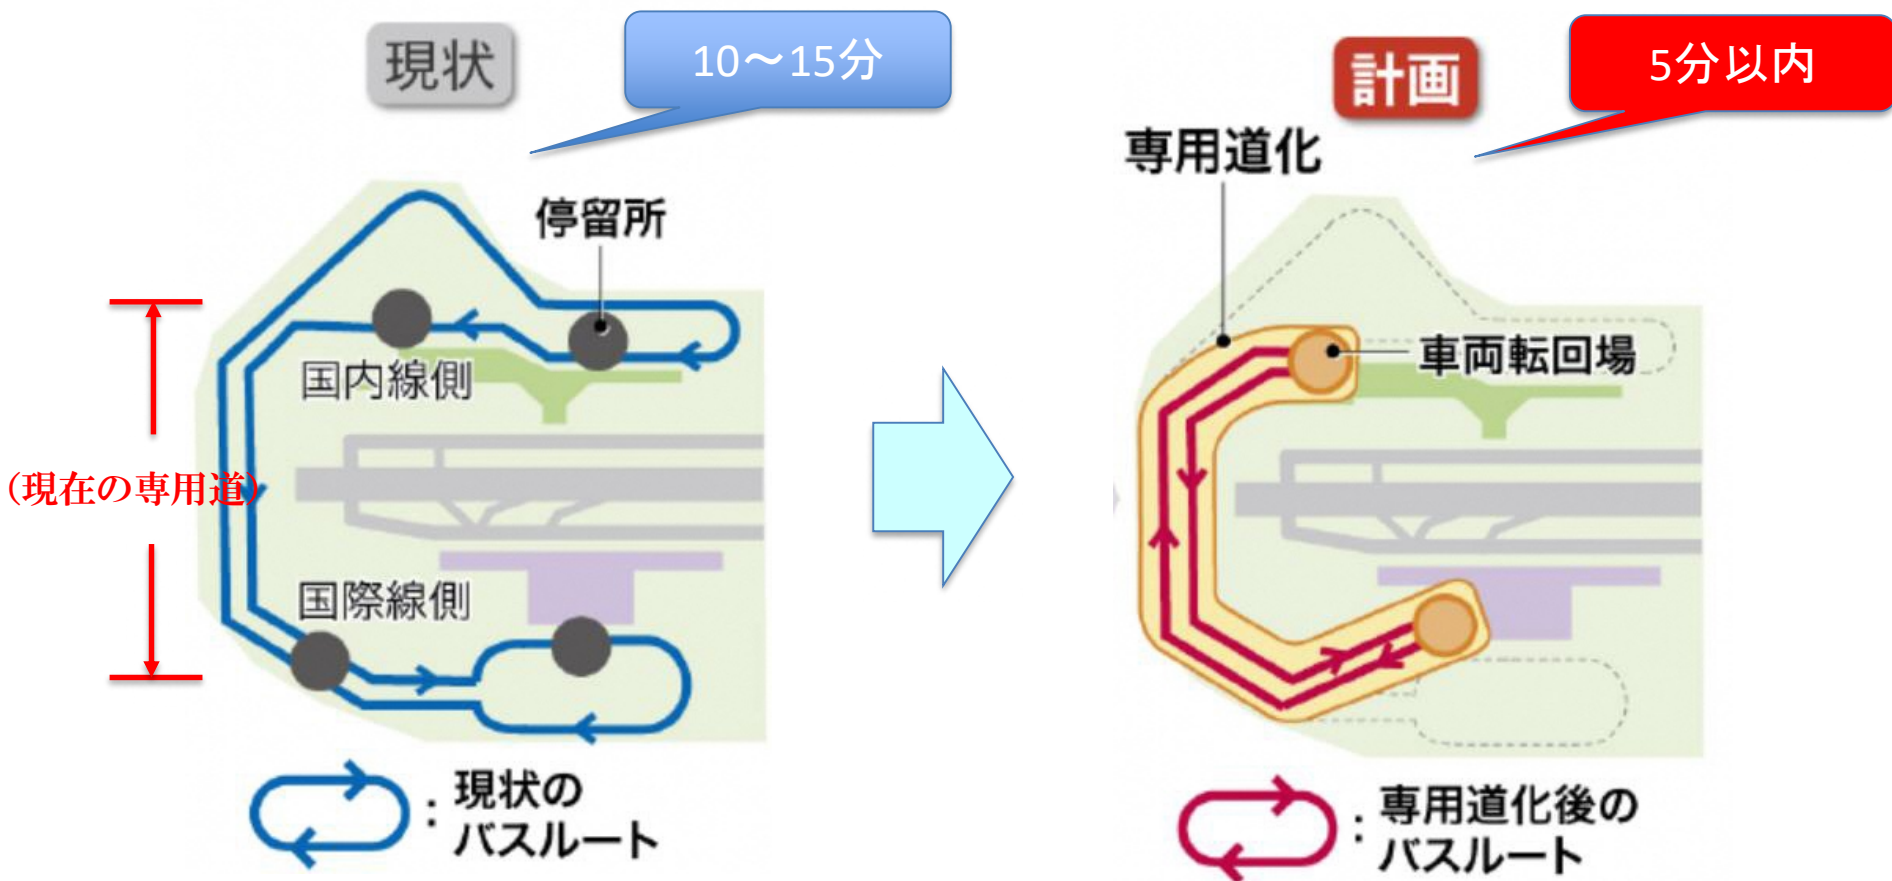 現状
10～15分
停留所
国内線側
(現在の専用道)
国際線側
：現状の
バスルート
計画
5分以内
専用道化
車両転回場
：専用道化後の
バスルート